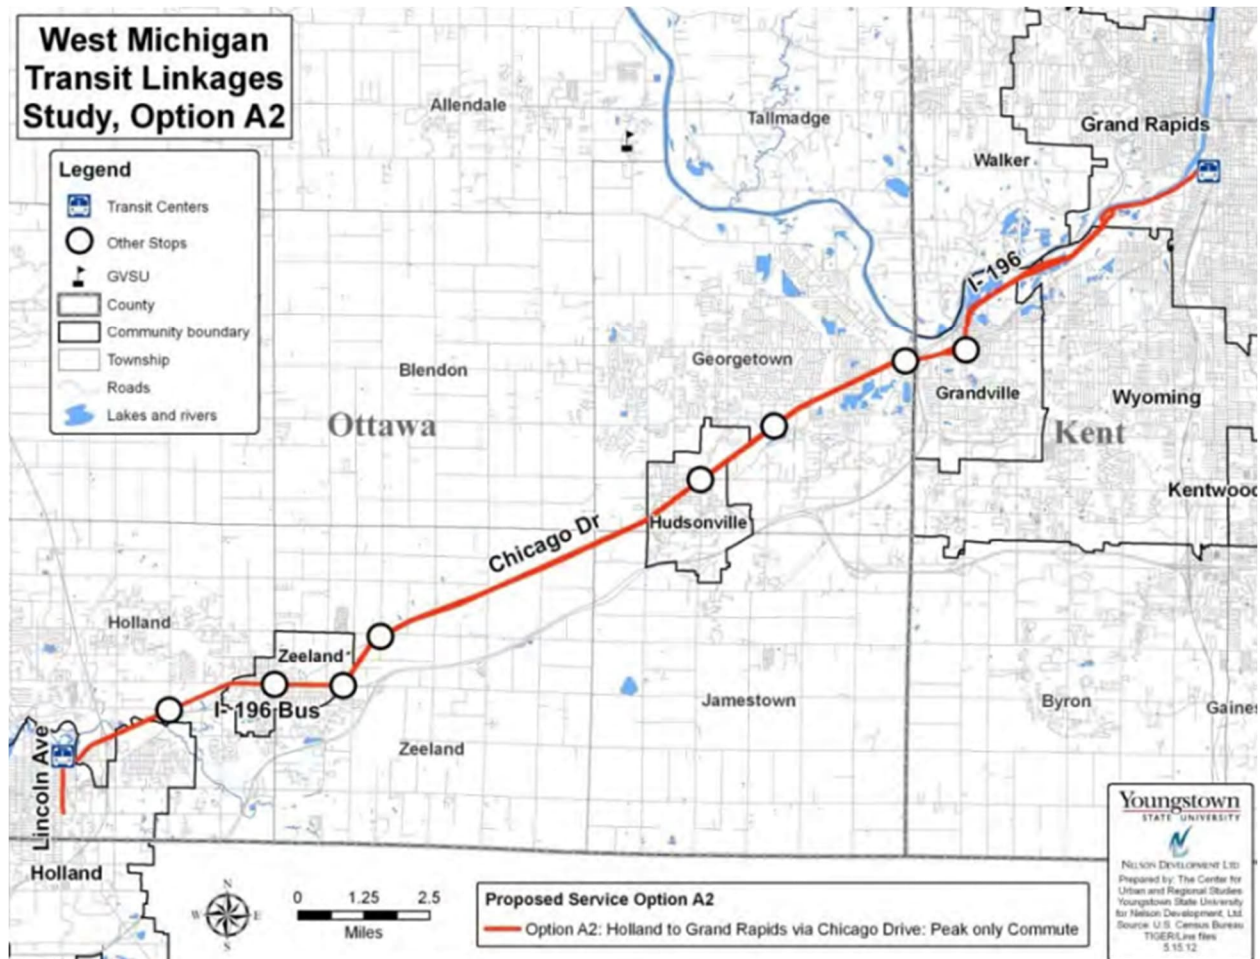 West Michigan
Transit Linkages
Study, Option A2
Legend
Transit Centers
Other Stops
GVSU
County
Community boundary
Township
Roads
Lakes and rivers
Allendale
Tallmadge
Grand Rapids
Walker
I-196
Blendon
Georgetown
Grandville
Wyoming
Ottawa
Kent
Kentwood
Hudsonville
Chicago Dr
Holland
Zeeland
I-196 Bus
Jamestown
Byron
Gaines
Zeeland
Lincoln Ave
Holland
N
W E
S
0 1.25 2.5
Miles
Proposed Service Option A2
Option A2: Holland to Grand Rapids via Chicago Drive: Peak only Commute
Youngstown
STATE UNIVERSITY
NELSON DEVELOPMENT LTD
Prepared by: The Center for
Urban and Regional Studies
Youngstown State University
for Nelson Development, Ltd.
Source: U.S. Census Bureau
TIGER/Line files
5.15.12